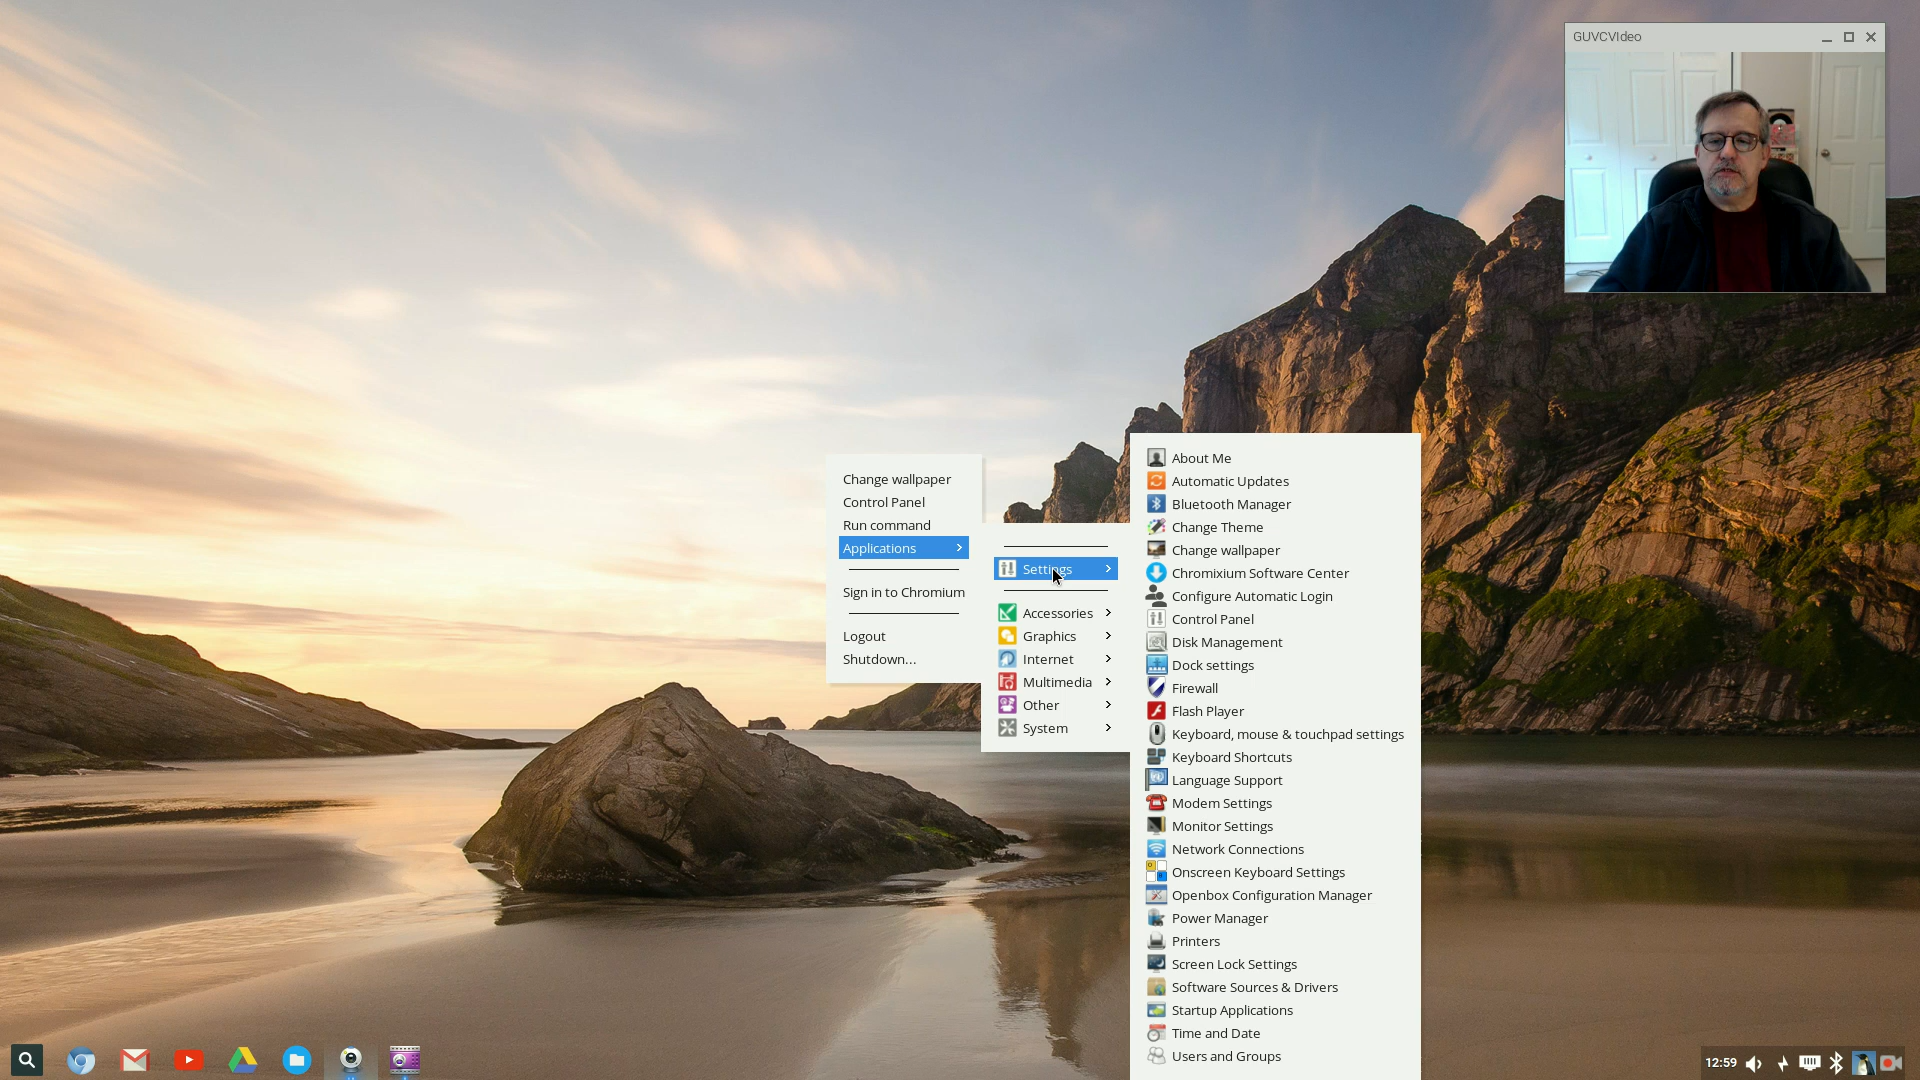 GUVCVIdeo
Change wallpaper
Control Panel
Run command
Applications
Sign in to Chromium
Logout
Shutdown...
Settings
Accessories
Graphics
Internet
Multimedia
Other
System
About Me
Automatic Updates
Bluetooth Manager
Change Theme
Change wallpaper
Chromixium Software Center
Configure Automatic Login
Control Panel
Disk Management
Dock settings
Firewall
Flash Player
Keyboard, mouse & touchpad settings
Keyboard Shortcuts
Language Support
Modem Settings
Monitor Settings
Network Connections
Onscreen Keyboard Settings
Openbox Configuration Manager
Power Manager
Printers
Screen Lock Settings
Software Sources & Drivers
Startup Applications
Time and Date
Users and Groups
12:59